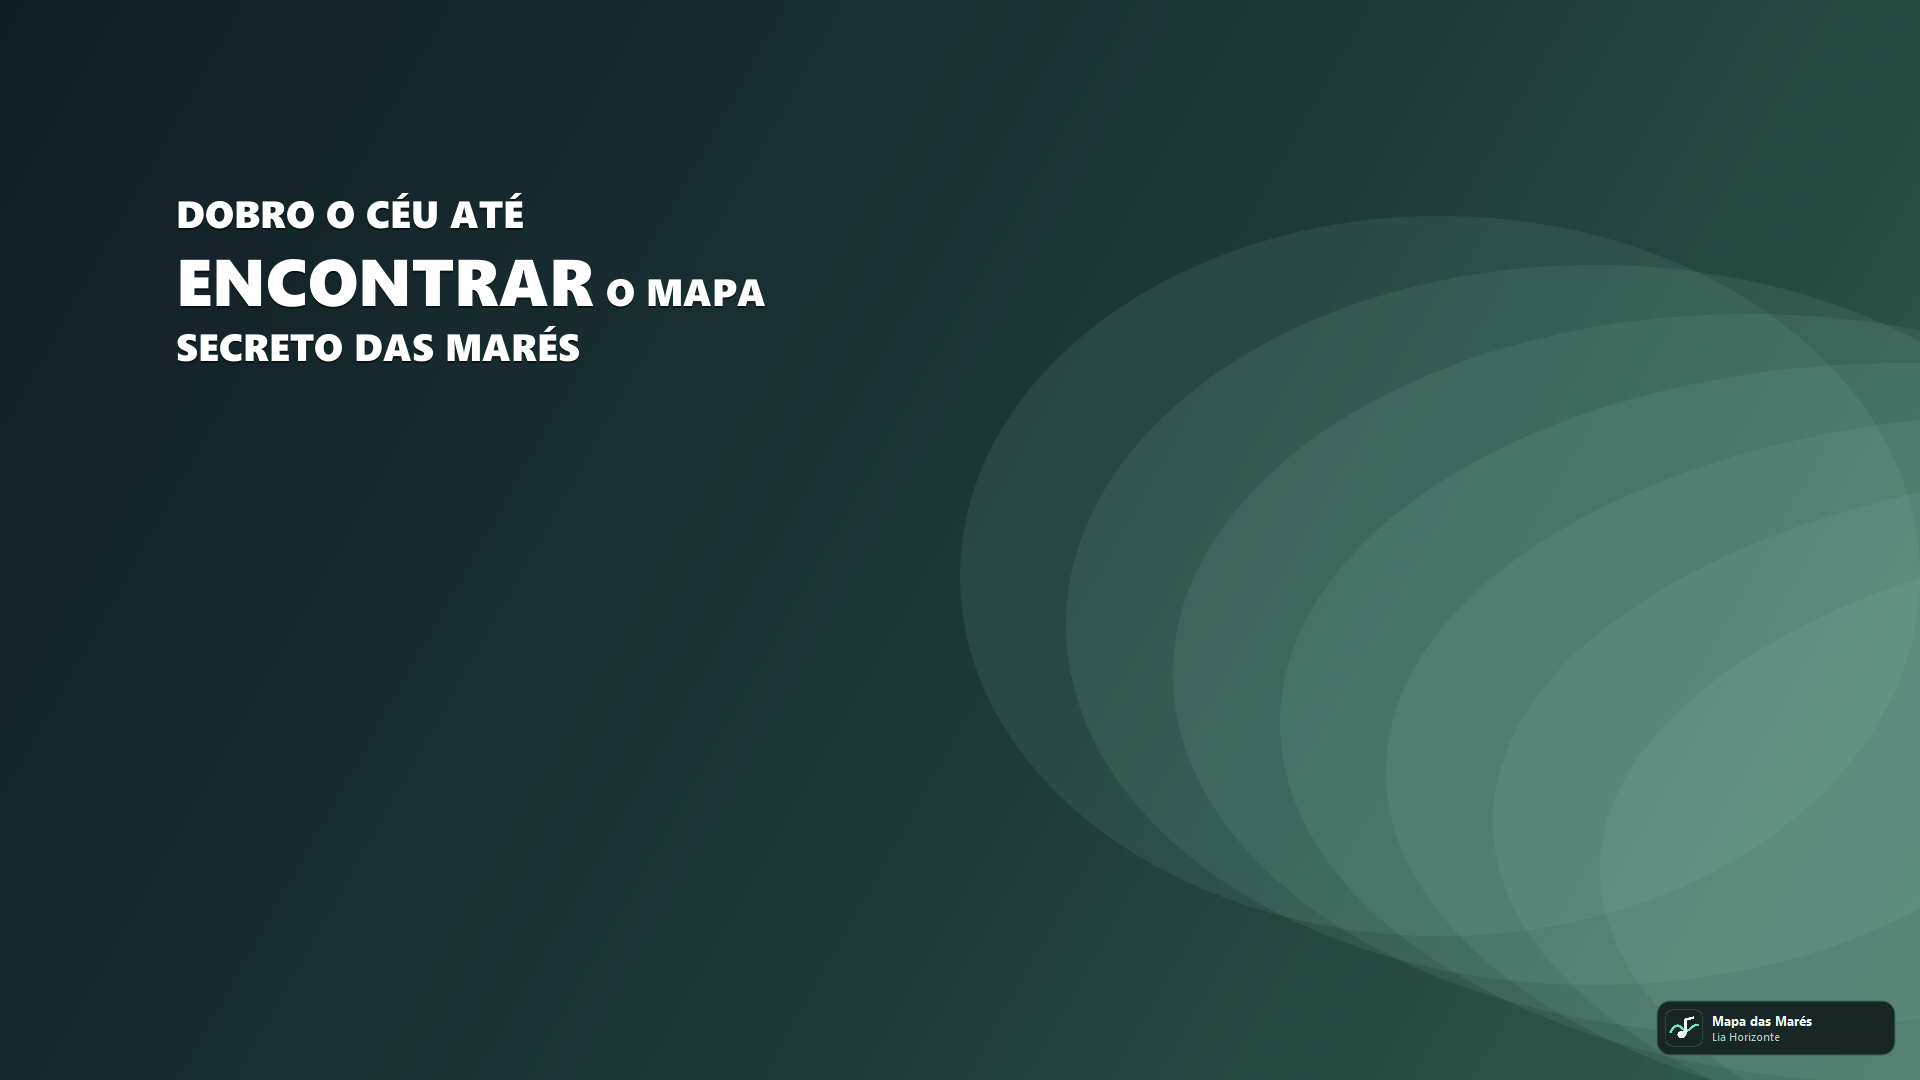 DOBRO O CÉU ATÉ
ENCONTRAR O MAPA
SECRETO DAS MARÉS
Mapa das Marés
Lia Horizonte